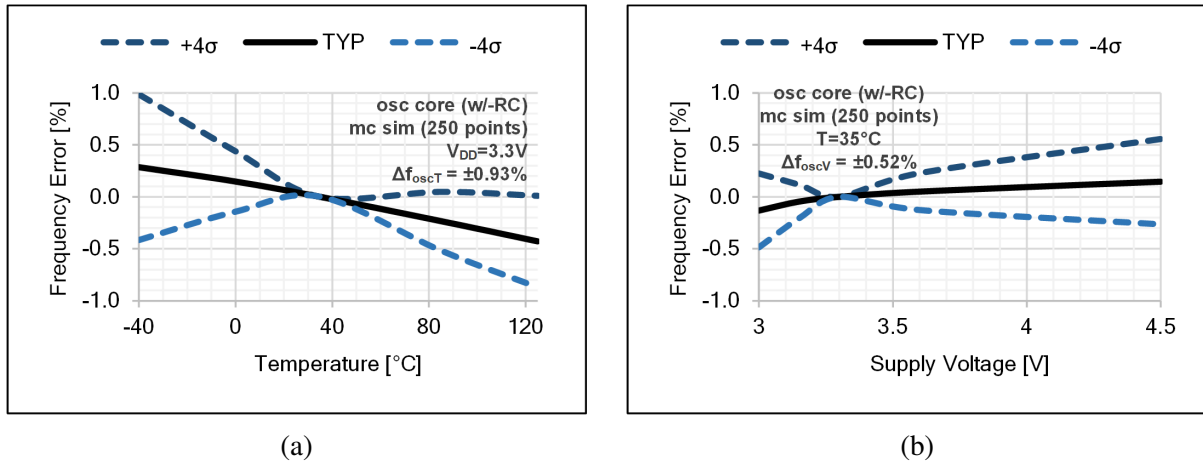 +4σ TYP -4σ
Frequency Error [%]
1.0
0.5
0.0
-0.5
-1.0
osc core (w/-RC)
mc sim (250 points)
V_DD=3.3V
Δf_oscT = ±0.93%
-40 0 40 80 120
Temperature [°C]
(a)
+4σ TYP -4σ
Frequency Error [%]
1.0
0.5
0.0
-0.5
-1.0
osc core (w/-RC)
mc sim (250 points)
T=35°C
Δf_oscV = ±0.52%
3 3.5 4 4.5
Supply Voltage [V]
(b)